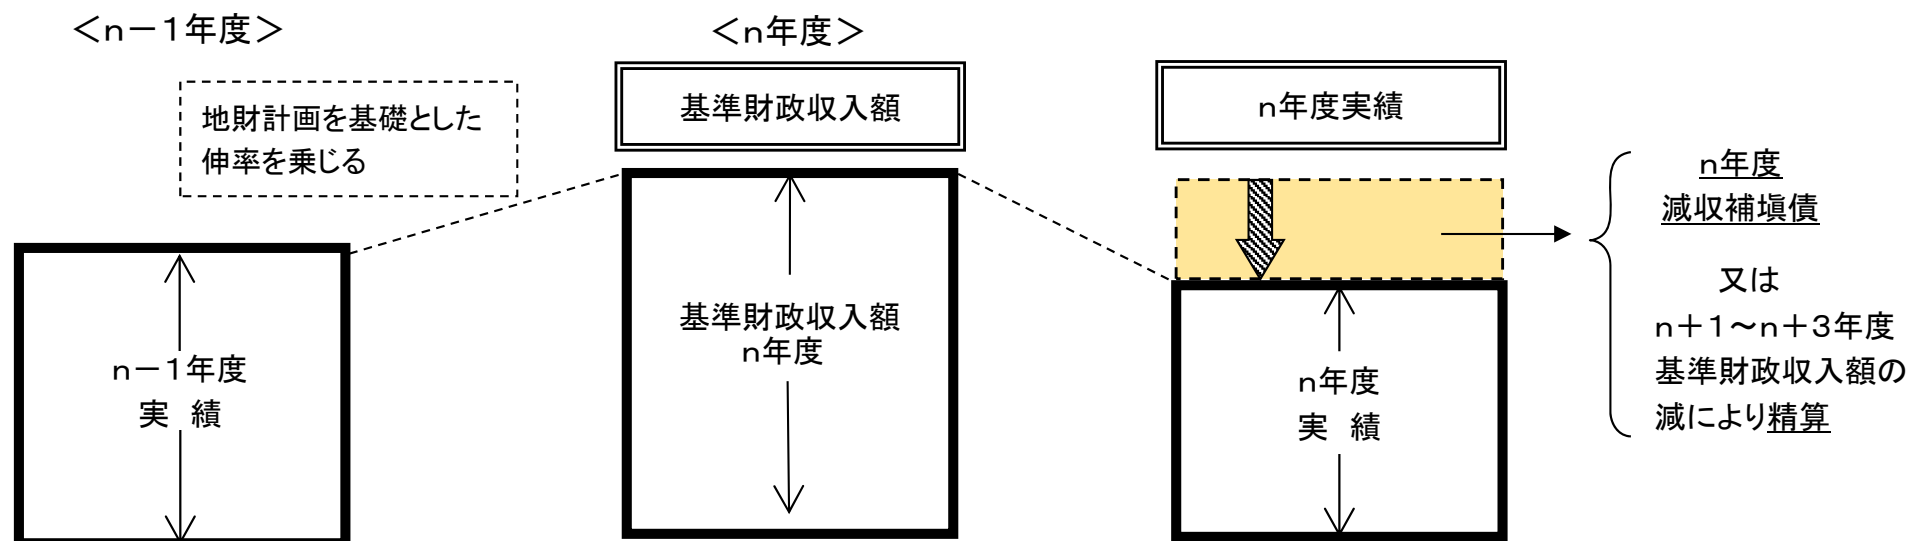 ＜ｎ－１年度＞
＜ｎ年度＞
地財計画を基礎とした
伸率を乗じる
基準財政収入額
ｎ年度実績
ｎ－１年度
実　績
基準財政収入額
ｎ年度
ｎ年度
実　績
ｎ年度
減収補塡債
又は
ｎ＋１～ｎ＋３年度
基準財政収入額の
減により精算